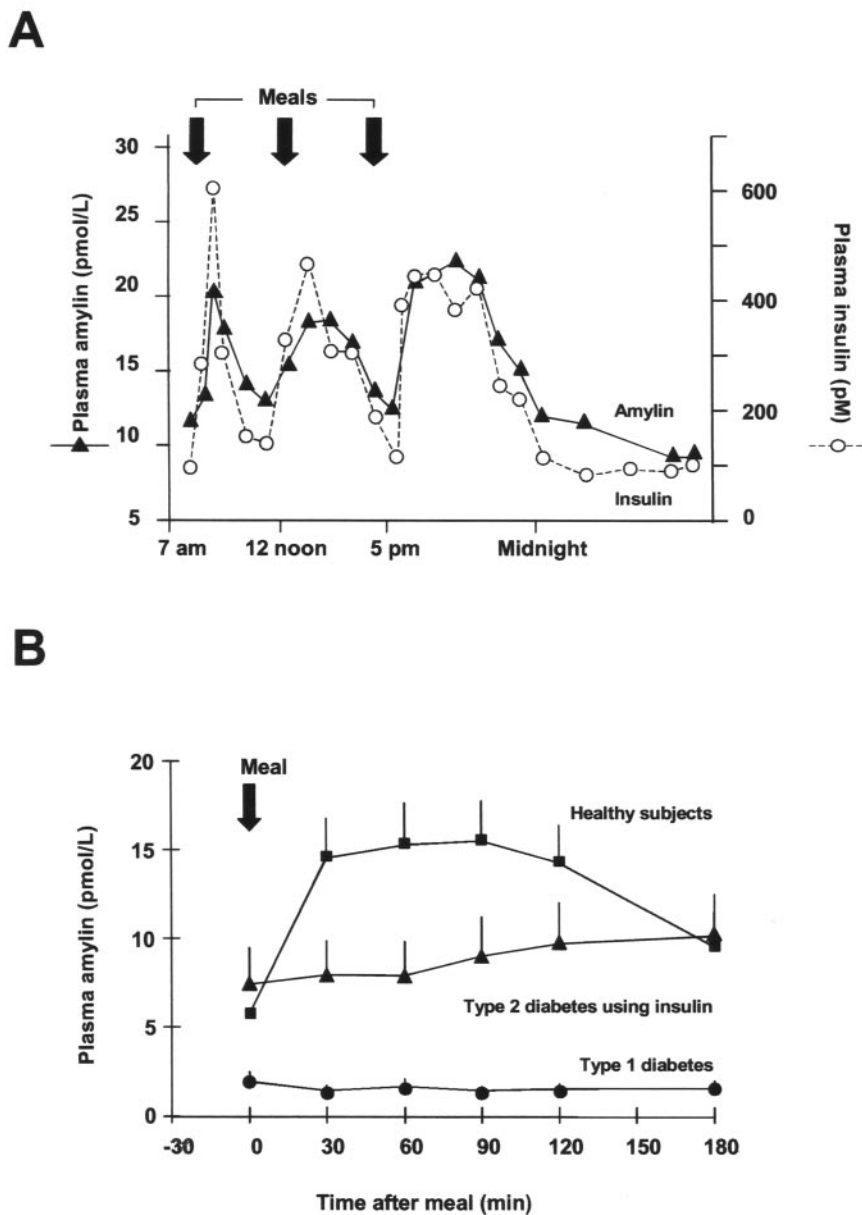 A
Meals
30
25
20
15
10
5
Plasma amylin (pmol/L)
600
400
200
0
Plasma insulin (pM)
Amylin
Insulin
7 am 12 noon 5 pm Midnight
B
20
15
10
5
0
Plasma amylin (pmol/L)
Meal
Healthy subjects
Type 2 diabetes using insulin
Type 1 diabetes
-30 0 30 60 90 120 150 180
Time after meal (min)